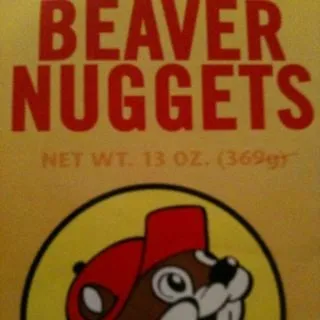 BEAVER
NUGGETS
NET WT. 13 OZ. (369g)